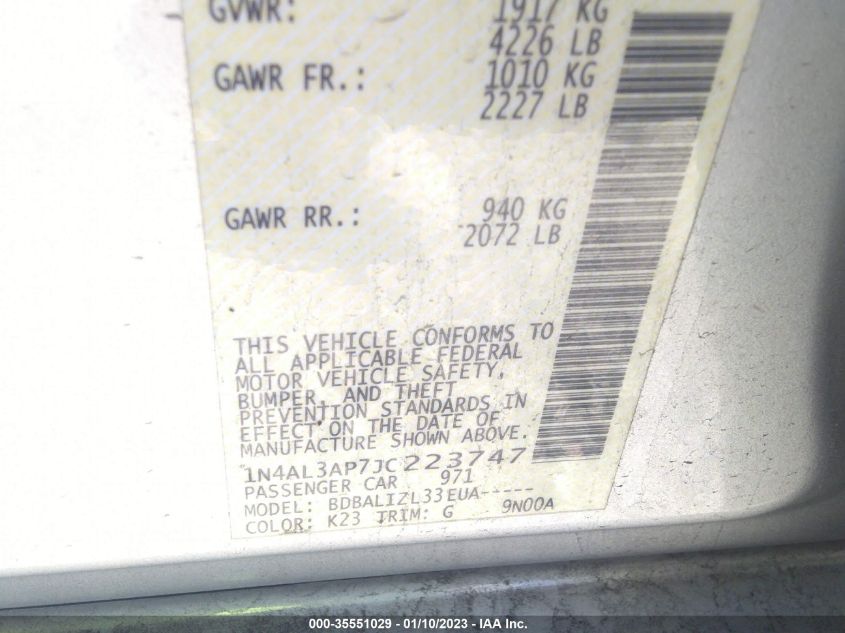 GVWR: 1917 KG
4226 LB
GAWR FR.: 1010 KG
2227 LB
GAWR RR.: 940 KG
2072 LB
THIS VEHICLE CONFORMS TO
ALL APPLICABLE FEDERAL
MOTOR VEHICLE SAFETY,
BUMPER, AND THEFT
PREVENTION STANDARDS IN
EFFECT ON THE DATE OF
MANUFACTURE SHOWN ABOVE.
1N4AL3AP7JC223747
PASSENGER CAR 971
MODEL: BDBALIZL33EUA-----
COLOR: K23 TRIM: G 9N00A
000-35551029 - 01/10/2023 - IAA, Inc.